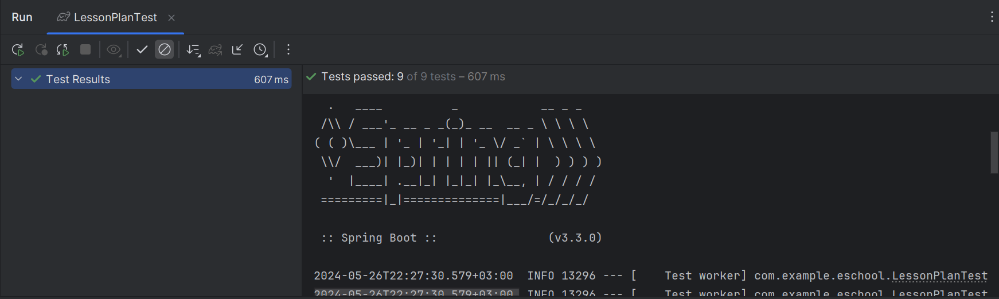 Run LessonPlanTest
Test Results 607 ms
Tests passed: 9 of 9 tests – 607 ms
  .   ____          _            __ _ _
 /\\ / ___'_ __ _ _(_)_ __  __ _ \ \ \ \
( ( )\___ | '_ | '_| | '_ \/ _` | \ \ \ \
 \\/  ___)| |_)| | | | | || (_| |  ) ) ) )
  '  |____| .__|_| |_|_| |_\__, | / / / /
 =========|_|==============|___/=/_/_/_/
:: Spring Boot ::                (v3.3.0)
2024-05-26T22:27:30.579+03:00  INFO 13296 --- [    Test worker] com.example.eschool.LessonPlanTest
2024-05-26T22:27:30.579+03:00  INFO 13296 --- [    Test worker] com.example.eschool.LessonPlanTest